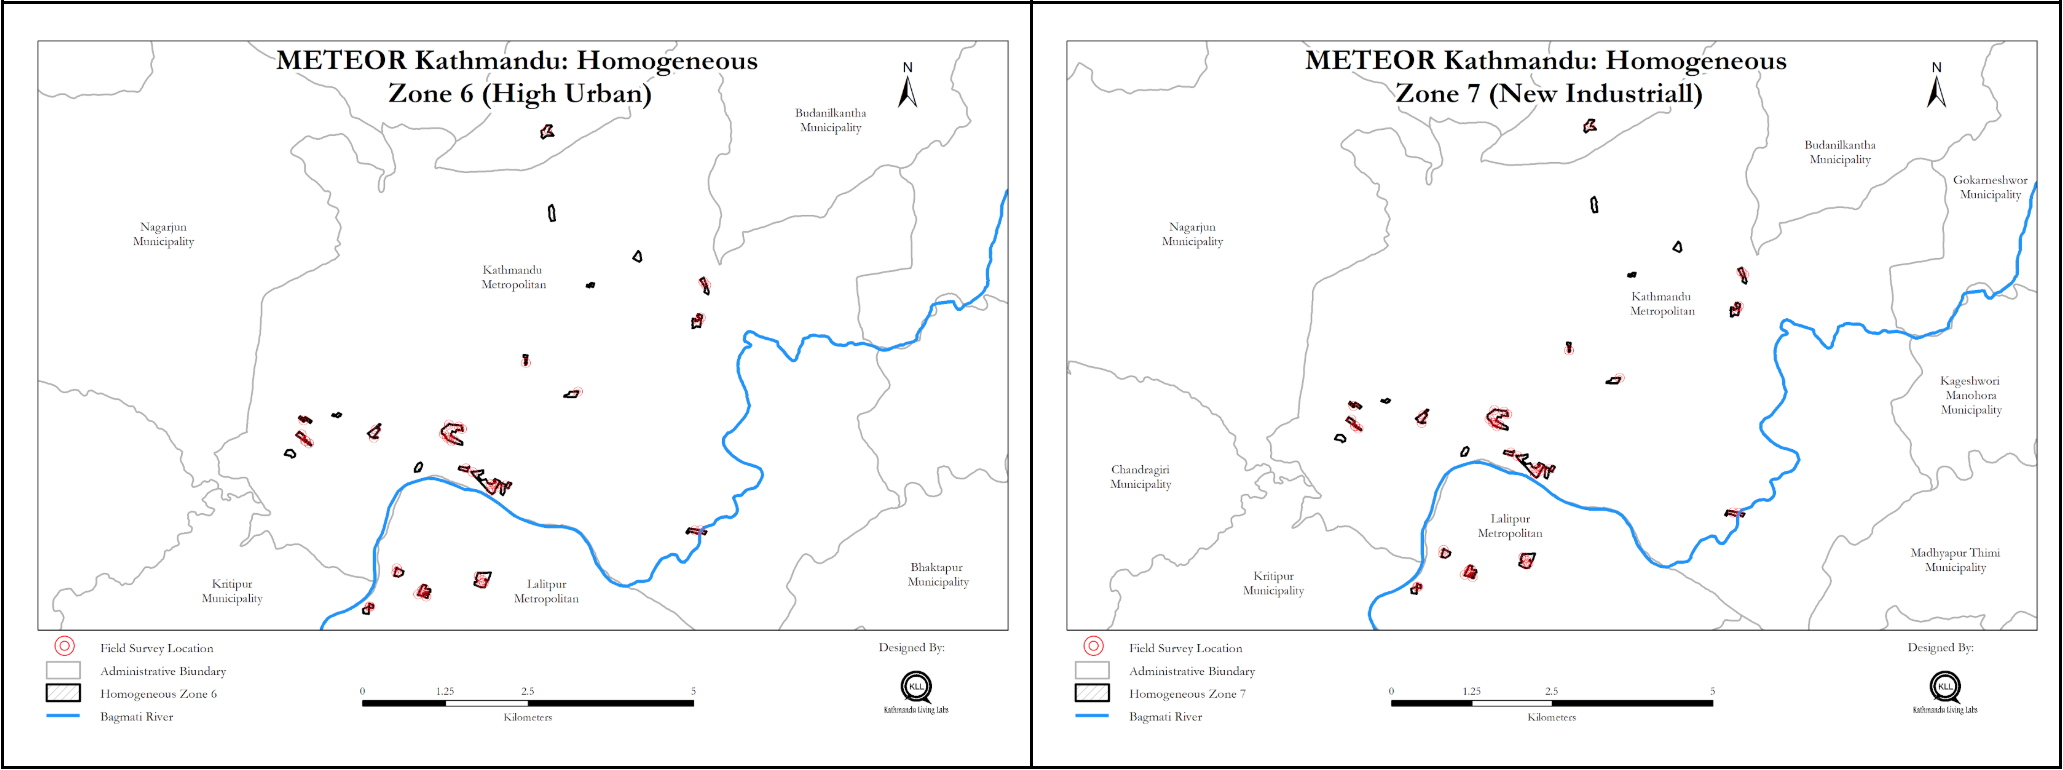 METEOR Kathmandu: Homogeneous
Zone 6 (High Urban)
N
Budanilkantha
Municipality
Nagarjun
Municipality
Kathmandu
Metropolitan
Kritipur
Municipality
Lalitpur
Metropolitan
Bhaktapur
Municipality
Field Survey Location
Administrative Biundary
Homogeneous Zone 6
Bagmati River
0 1.25 2.5 5
Kilometers
Designed By:
KLL
Kathmandu Living Labs
METEOR Kathmandu: Homogeneous
Zone 7 (New Industriall)
N
Budanilkantha
Municipality
Gokarneshwor
Municipality
Nagarjun
Municipality
Kathmandu
Metropolitan
Kageshwori
Manohora
Municipality
Chandragiri
Municipality
Lalitpur
Metropolitan
Madhyapur Thimi
Municipality
Kritipur
Municipality
Field Survey Location
Administrative Biundary
Homogeneous Zone 7
Bagmati River
0 1.25 2.5 5
Kilometers
Designed By:
KLL
Kathmandu Living Labs